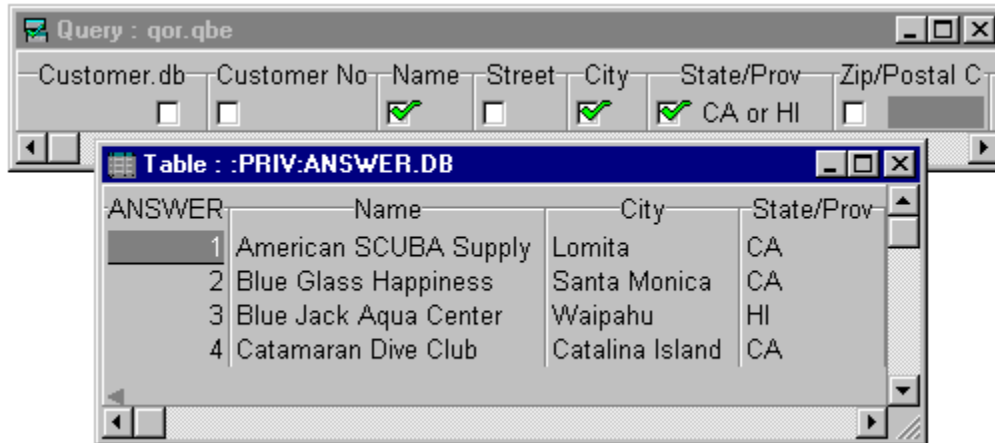 Query : qor.qbe
Customer.db Customer No Name Street City State/Prov Zip/Postal C
CA or HI
Table : :PRIV:ANSWER.DB
ANSWER Name City State/Prov
1 American SCUBA Supply Lomita CA
2 Blue Glass Happiness Santa Monica CA
3 Blue Jack Aqua Center Waipahu HI
4 Catamaran Dive Club Catalina Island CA